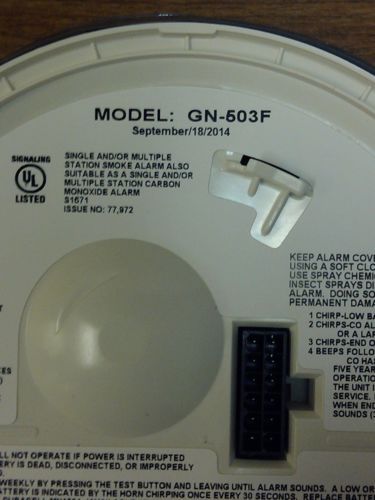 MODEL: GN-503F
September/18/2014
SIGNALING
UL
LISTED
SINGLE AND/OR MULTIPLE
STATION SMOKE ALARM ALSO
SUITABLE AS A SINGLE AND/OR
MULTIPLE STATION CARBON
MONOXIDE ALARM
S1671
ISSUE NO: 77,972
KEEP ALARM COVE
USING A SOFT CLO
USE SPRAY CHEMIC
INSECT SPRAYS DI
ALARM. DOING SO
PERMANENT DAMA
1 CHIRP-LOW BA
2 CHIRPS-CO AL
OR A LA
3 CHIRPS-END O
4 BEEPS FOLLO
CO HA
FIVE YEAR
OPERATIO
THE UNIT I
SERVICE.
WHEN END
SOUNDS (3
LL NOT OPERATE IF POWER IS INTERRUPTED
ERY IS DEAD, DISCONNECTED, OR IMPROPERLY
WEEKLY BY PRESSING THE TEST BUTTON AND LEAVING UNTIL ALARM SOUNDS. A LOW OR
ATTERY IS INDICATED BY THE HORN CHIRPING ONCE EVERY 30 SECONDS. REPLACE BATTE